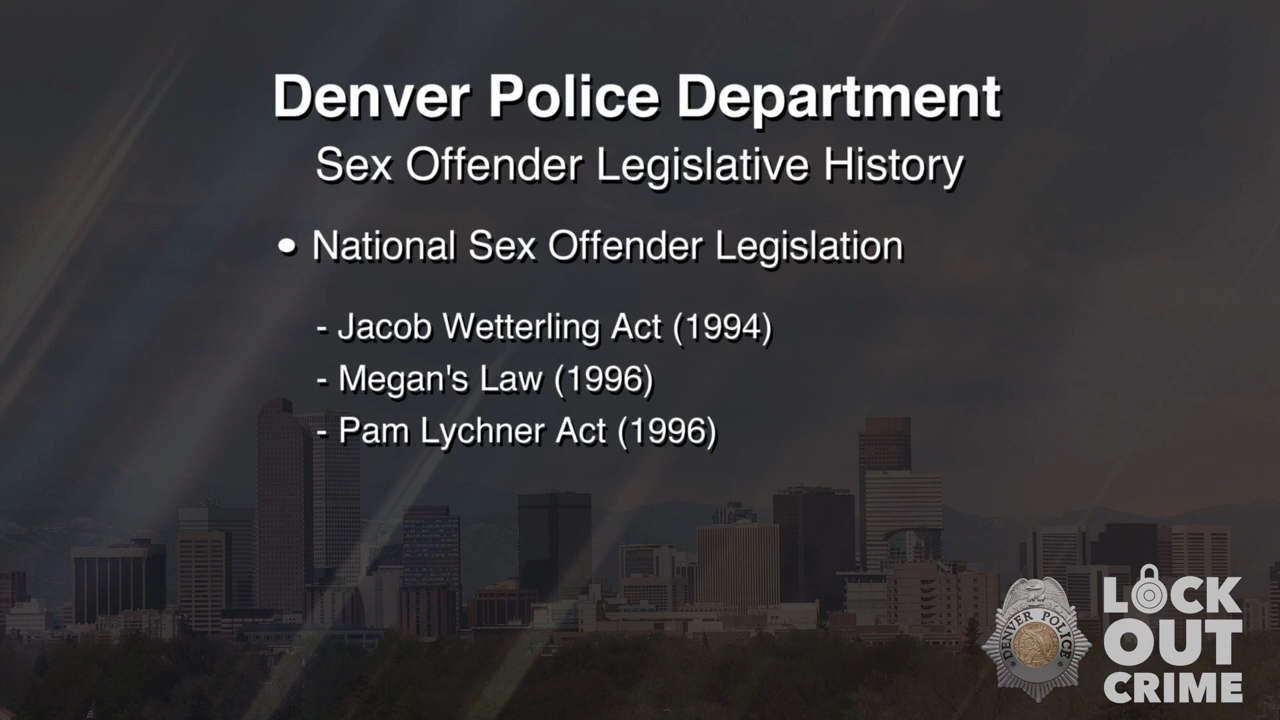 Denver Police Department
Sex Offender Legislative History
• National Sex Offender Legislation
- Jacob Wetterling Act (1994)
- Megan's Law (1996)
- Pam Lychner Act (1996)
DENVER POLICE
LOCK
OUT
CRIME